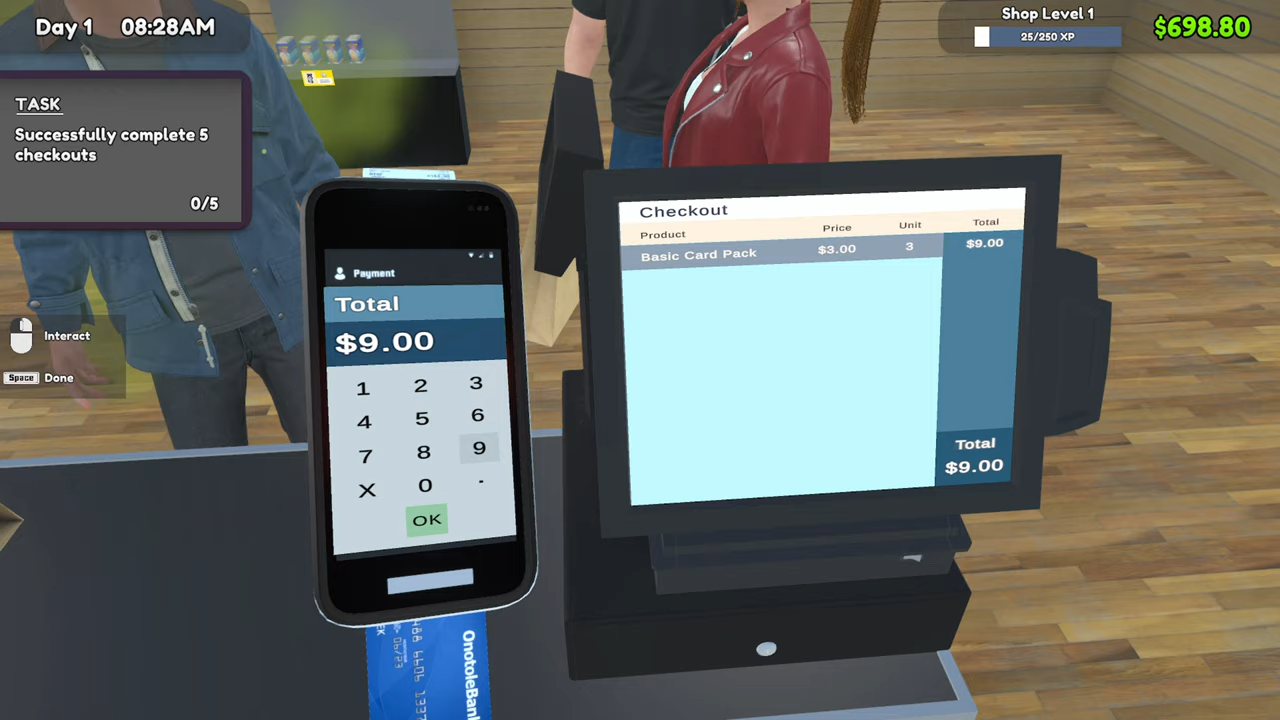 Day 1 08:28AM
Shop Level 1
25/250 XP
$698.80
TASK
Successfully complete 5
checkouts
0/5
Interact
Space Done
Payment
Total
$9.00
1 2 3
4 5 6
7 8 9
X 0 .
OK
Checkout
Product Price Unit Total
Basic Card Pack $3.00 3 $9.00
Total
$9.00
OnotoleBank
06/23